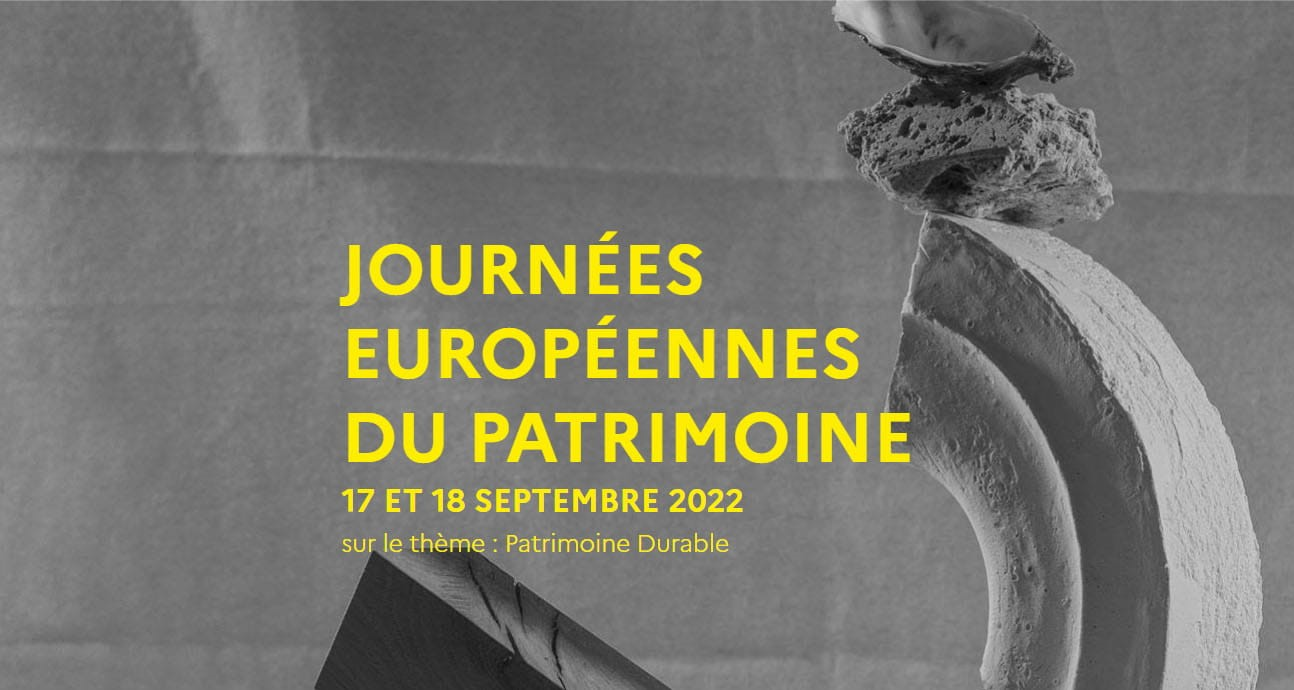 JOURNÉES
EUROPÉENNES
DU PATRIMOINE
17 ET 18 SEPTEMBRE 2022
sur le thème : Patrimoine Durable